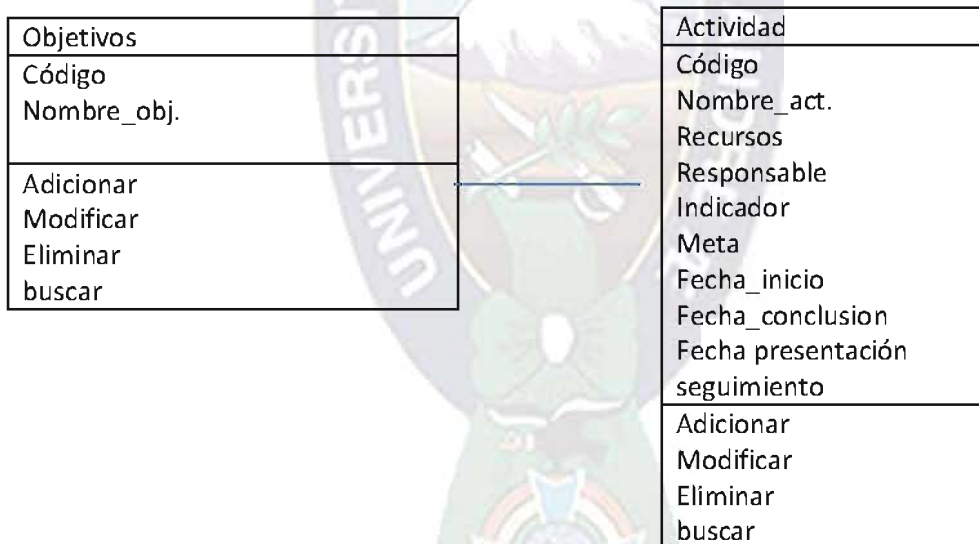 Objetivos
Código
Nombre_obj.
Adicionar
Modificar
Eliminar
buscar
Actividad
Código
Nombre_act.
Recursos
Responsable
Indicador
Meta
Fecha_inicio
Fecha_conclusion
Fecha presentación
seguimiento
Adicionar
Modificar
Eliminar
buscar